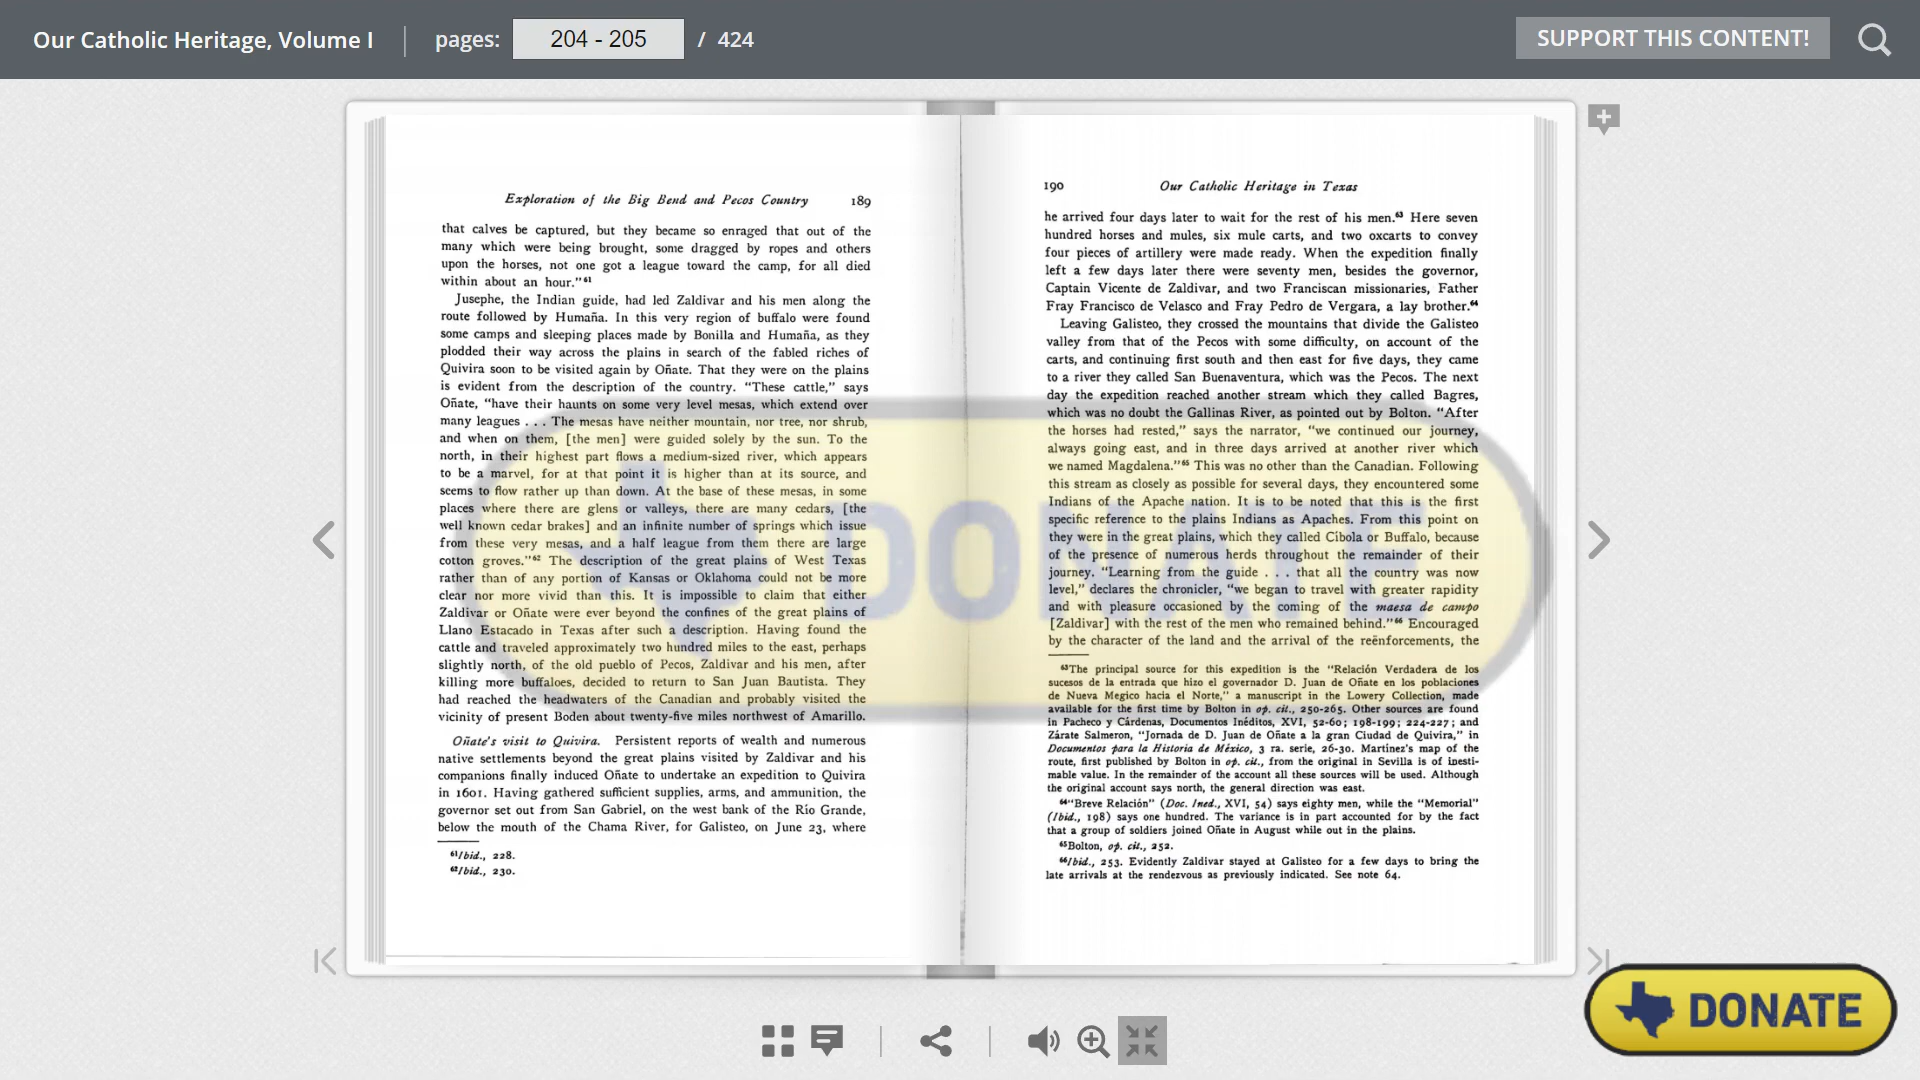 Our Catholic Heritage, Volume I
pages: 204 - 205 / 424
SUPPORT THIS CONTENT!
Exploration of the Big Bend and Pecos Country 189
that calves be captured, but they became so enraged that out of the
many which were being brought, some dragged by ropes and others
upon the horses, not one got a league toward the camp, for all died
within about an hour."⁶¹
Jusephe, the Indian guide, had led Zaldivar and his men along the
route followed by Humaña. In this very region of buffalo were found
some camps and sleeping places made by Bonilla and Humaña, as they
plodded their way across the plains in search of the fabled riches of
Quivira soon to be visited again by Oñate. That they were on the plains
is evident from the description of the country. "These cattle," says
Oñate, "have their haunts on some very level mesas, which extend over
many leagues . . . The mesas have neither mountain, nor tree, nor shrub,
and when on them, [the men] were guided solely by the sun. To the
north, in their highest part flows a medium-sized river, which appears
to be a marvel, for at that point it is higher than at its source, and
seems to flow rather up than down. At the base of these mesas, in some
places where there are glens or valleys, there are many cedars, [the
well known cedar brakes] and an infinite number of springs which issue
from these very mesas, and a half league from them there are large
cotton groves."⁶² The description of the great plains of West Texas
rather than of any portion of Kansas or Oklahoma could not be more
clear nor more vivid than this. It is impossible to claim that either
Zaldivar or Oñate were ever beyond the confines of the great plains of
Llano Estacado in Texas after such a description. Having found the
cattle and traveled approximately two hundred miles to the east, perhaps
slightly north, of the old pueblo of Pecos, Zaldivar and his men, after
killing more buffaloes, decided to return to San Juan Bautista. They
had reached the headwaters of the Canadian and probably visited the
vicinity of present Boden about twenty-five miles northwest of Amarillo.
Oñate's visit to Quivira. Persistent reports of wealth and numerous
native settlements beyond the great plains visited by Zaldivar and his
companions finally induced Oñate to undertake an expedition to Quivira
in 1601. Having gathered sufficient supplies, arms, and ammunition, the
governor set out from San Gabriel, on the west bank of the Río Grande,
below the mouth of the Chama River, for Galisteo, on June 23, where
⁶¹Ibid., 228.
⁶²Ibid., 230.
190 Our Catholic Heritage in Texas
he arrived four days later to wait for the rest of his men.⁶³ Here seven
hundred horses and mules, six mule carts, and two oxcarts to convey
four pieces of artillery were made ready. When the expedition finally
left a few days later there were seventy men, besides the governor,
Captain Vicente de Zaldivar, and two Franciscan missionaries, Father
Fray Francisco de Velasco and Fray Pedro de Vergara, a lay brother.⁶⁴
Leaving Galisteo, they crossed the mountains that divide the Galisteo
valley from that of the Pecos with some difficulty, on account of the
carts, and continuing first south and then east for five days, they came
to a river they called San Buenaventura, which was the Pecos. The next
day the expedition reached another stream which they called Bagres,
which was no doubt the Gallinas River, as pointed out by Bolton. "After
the horses had rested," says the narrator, "we continued our journey,
always going east, and in three days arrived at another river which
we named Magdalena."⁶⁵ This was no other than the Canadian. Following
this stream as closely as possible for several days, they encountered some
Indians of the Apache nation. It is to be noted that this is the first
specific reference to the plains Indians as Apaches. From this point on
they were in the great plains, which they called Cibola or Buffalo, because
of the presence of numerous herds throughout the remainder of their
journey. "Learning from the guide . . . that all the country was now
level," declares the chronicler, "we began to travel with greater rapidity
and with pleasure occasioned by the coming of the maesa de campo
[Zaldivar] with the rest of the men who remained behind."⁶⁶ Encouraged
by the character of the land and the arrival of the reënforcements, the
⁶³The principal source for this expedition is the "Relación Verdadera de los
sucesos de la entrada que hizo el governador D. Juan de Oñate en los poblaciones
de Nueva Megico hacia el Norte," a manuscript in the Lowery Collection, made
available for the first time by Bolton in op. cit., 250-265. Other sources are found
in Pacheco y Cárdenas, Documentos Inéditos, XVI, 52-60; 198-199; 224-227; and
Zárate Salmeron, "Jornada de D. Juan de Oñate a la gran Ciudad de Quivira," in
Documentos para la Historia de México, 3 ra. serie, 26-30. Martínez's map of the
route, first published by Bolton in op. cit., from the original in Sevilla is of inesti-
mable value. In the remainder of the account all these sources will be used. Although
the original account says north, the general direction was east.
⁶⁴"Breve Relación" (Doc. Ined., XVI, 54) says eighty men, while the "Memorial"
(Ibid., 198) says one hundred. The variance is in part accounted for by the fact
that a group of soldiers joined Oñate in August while out in the plains.
⁶⁵Bolton, op. cit., 252.
⁶⁶Ibid., 253. Evidently Zaldivar stayed at Galisteo for a few days to bring the
late arrivals at the rendezvous as previously indicated. See note 64.
DONATE
DONATE